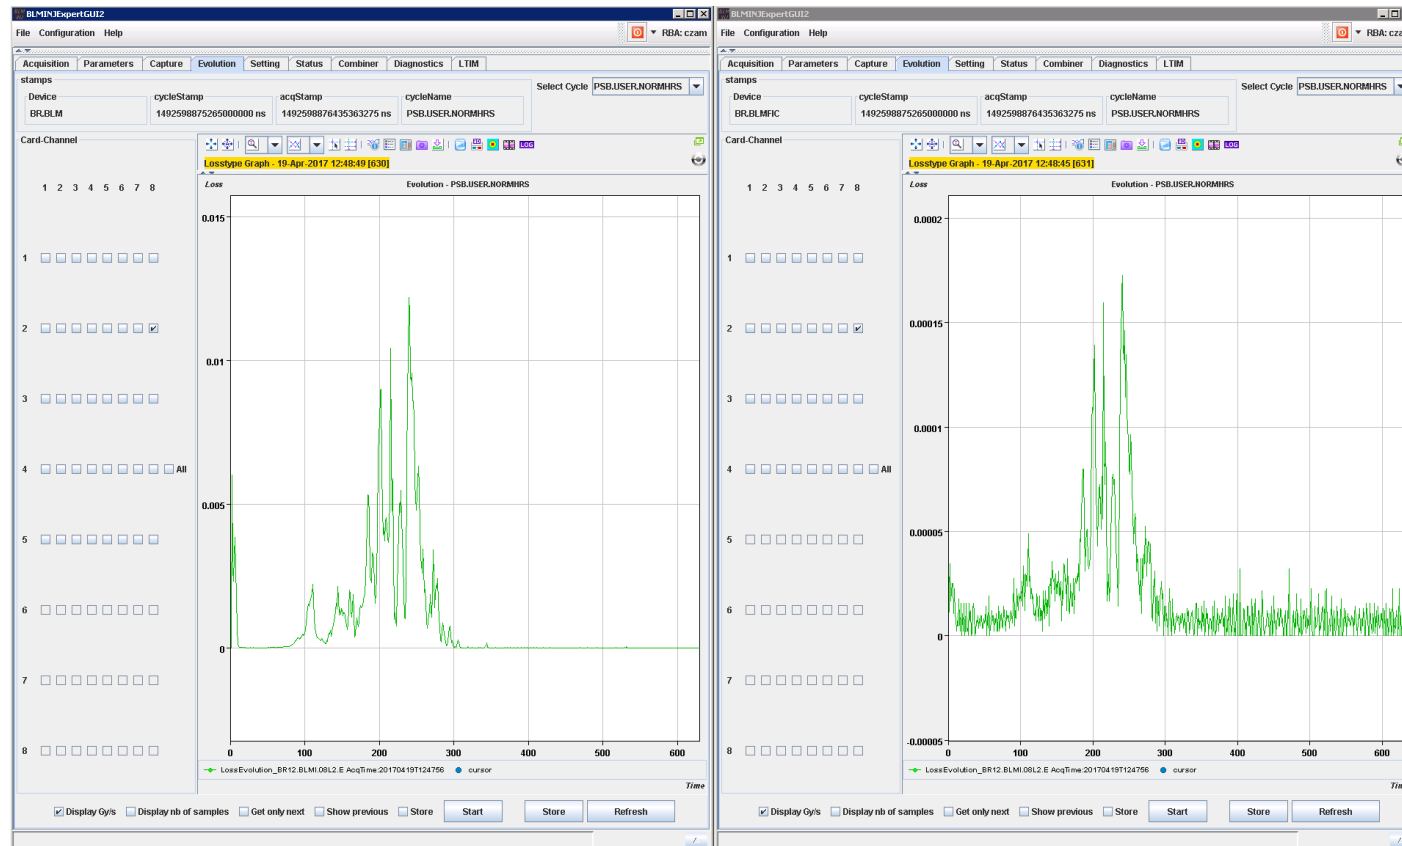 BLMINJExpertGUI2
File Configuration Help
RBA: czam
Acquisition Parameters Capture Evolution Setting Status Combiner Diagnostics LTIM
stamps
Select Cycle PSB.USER.NORMHRS
Device cycleStamp acqStamp cycleName
BR.BLM 1492598875265000000 ns 1492598876435363275 ns PSB.USER.NORMHRS
Card-Channel
LOG
Losstype Graph - 19-Apr-2017 12:48:49 [630]
Loss Evolution - PSB.USER.NORMHRS
1 2 3 4 5 6 7 8
1
2
3
4 All
5
6
7
8
0.015
0.01
0.005
0
0 100 200 300 400 500 600
LossEvolution_BR12.BLMI.08L2.E AcqTime:20170419T124756 cursor
Time
Display Gy/s Display nb of samples Get only next Show previous Store Start Store Refresh
BLMINJExpertGUI2
File Configuration Help
RBA: cza
Acquisition Parameters Capture Evolution Setting Status Combiner Diagnostics LTIM
stamps
Select Cycle PSB.USER.NORMHRS
Device cycleStamp acqStamp cycleName
BR.BLMFIC 1492598875265000000 ns 1492598876435363275 ns PSB.USER.NORMHRS
Card-Channel
LOG
Losstype Graph - 19-Apr-2017 12:48:45 [631]
Loss Evolution - PSB.USER.NORMHRS
1 2 3 4 5 6 7 8
1
2
3
4 All
5
6
7
8
0.0002
0.00015
0.0001
0.00005
0
-0.00005
0 100 200 300 400 500 600
LossEvolution_BR12.BLMI.08L2.E AcqTime:20170419T124756 cursor
Tim
Display Gy/s Display nb of samples Get only next Show previous Store Start Store Refresh